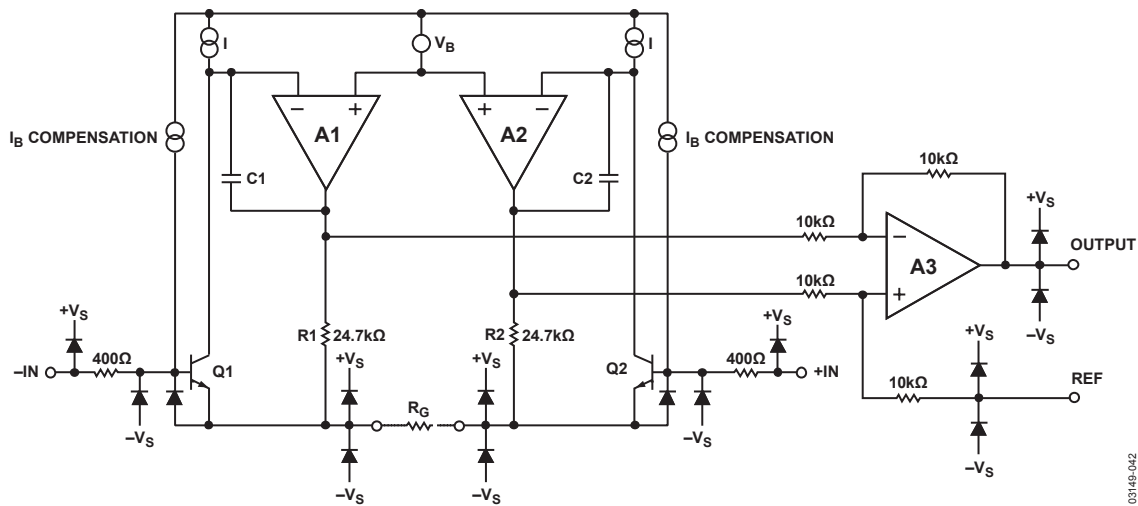 I
V_B
I
I_B COMPENSATION
− +
A1
+ −
A2
I_B COMPENSATION
C1
C2
10kΩ
10kΩ
−
+V_S
OUTPUT
A3
10kΩ
+
−V_S
R1 24.7kΩ
R2 24.7kΩ
+V_S
400Ω
−IN
Q1
+V_S
+V_S
Q2
400Ω
+V_S
+IN
+V_S
10kΩ
REF
−V_S
R_G
−V_S
−V_S
−V_S
−V_S
03149-042